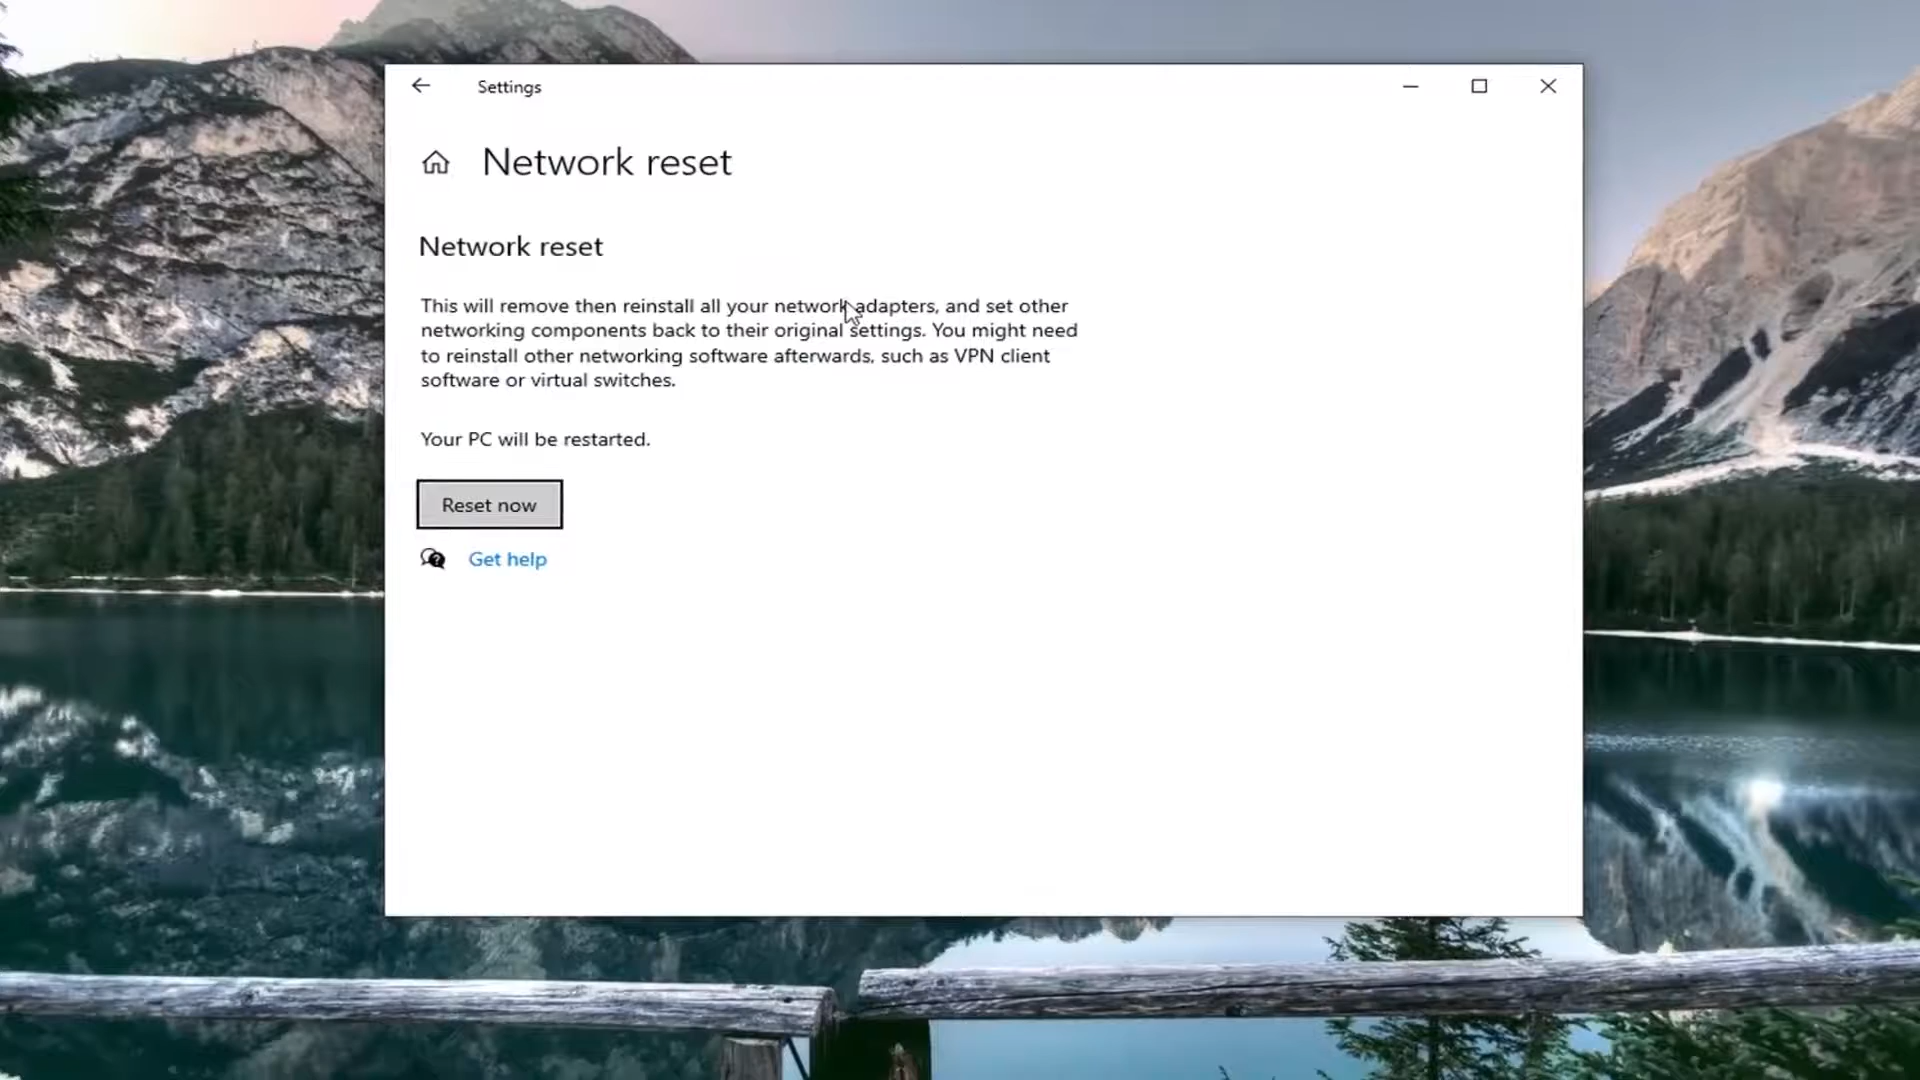 Settings
Network reset
Network reset
This will remove then reinstall all your network adapters, and set other
networking components back to their original settings. You might need
to reinstall other networking software afterwards, such as VPN client
software or virtual switches.
Your PC will be restarted.
Reset now
Get help